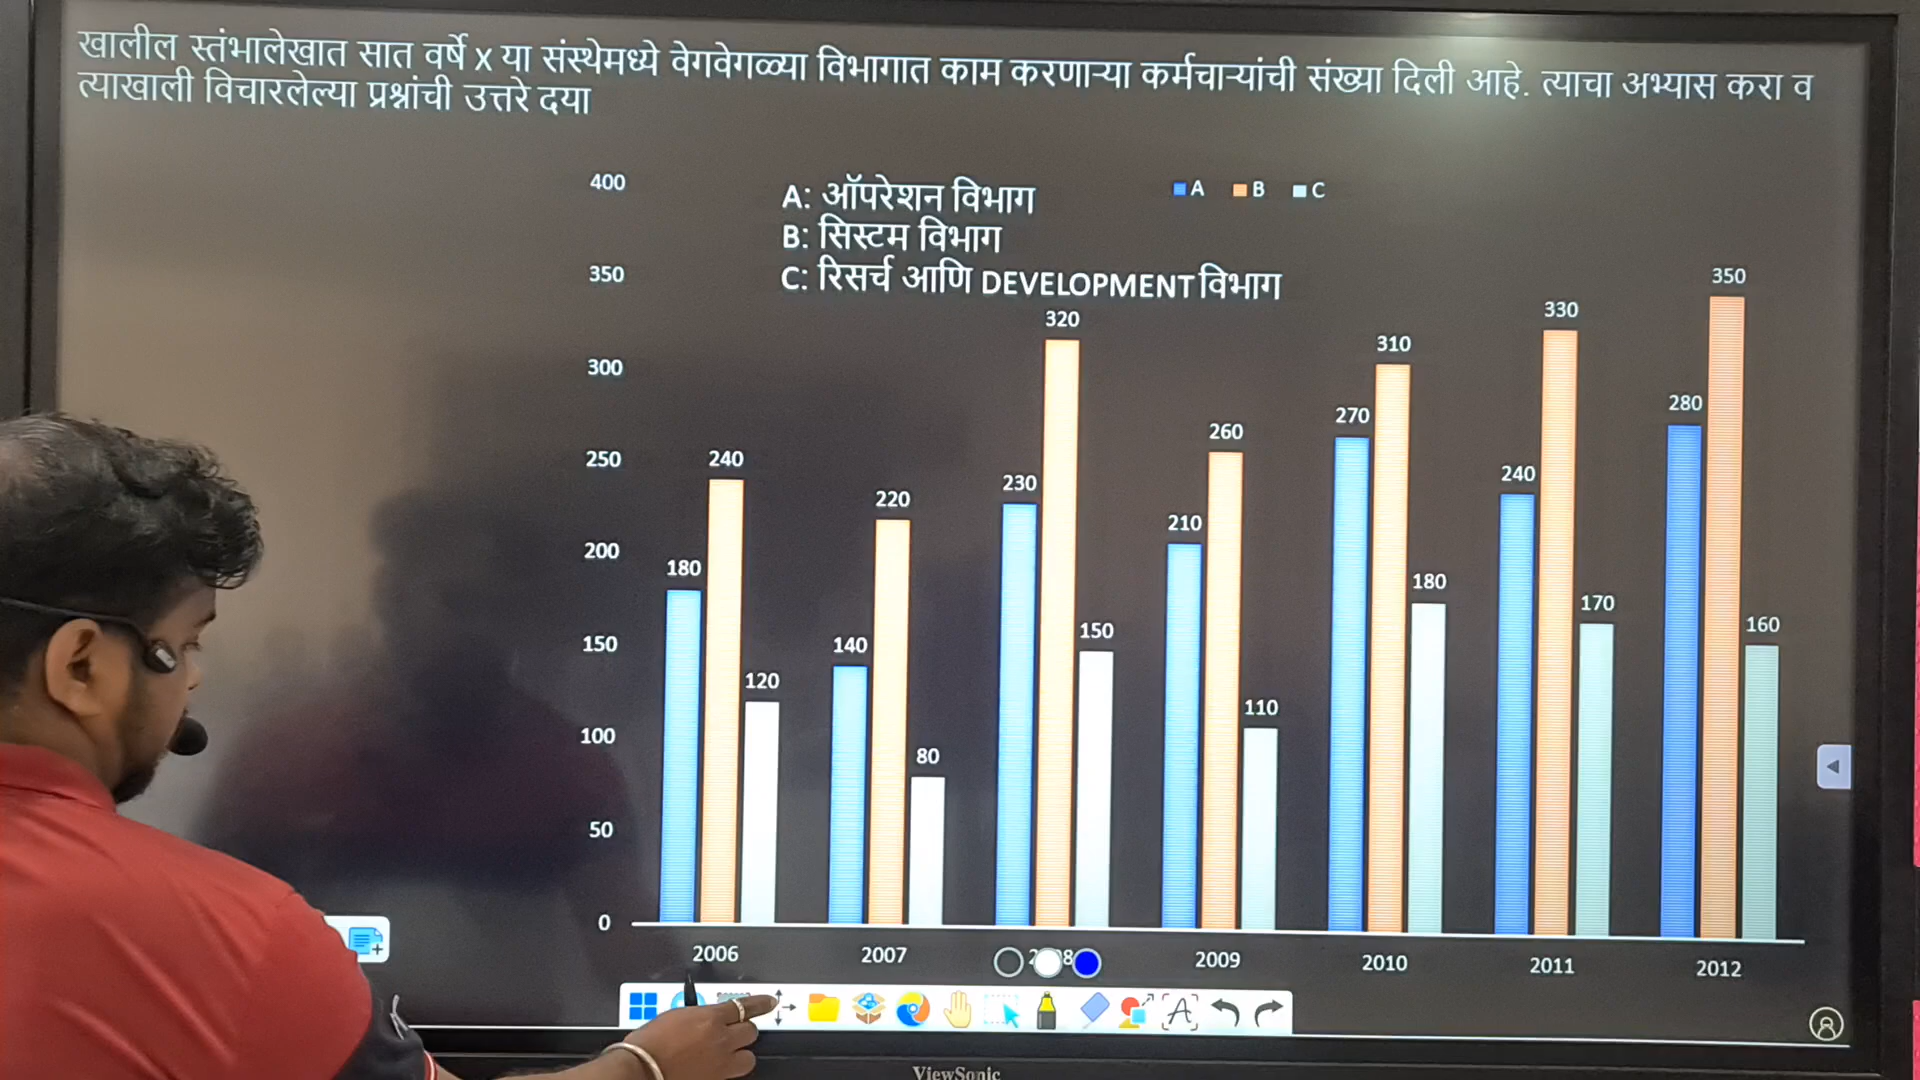 खालील स्तंभालेखात सात वर्षे x या संस्थेमध्ये वेगवेगळ्या विभागात काम करणाऱ्या कर्मचाऱ्यांची संख्या दिली आहे. त्याचा अभ्यास करा व
त्याखाली विचारलेल्या प्रश्नांची उत्तरे दया
A: ऑपरेशन विभाग
B: सिस्टम विभाग
C: रिसर्च आणि DEVELOPMENT विभाग
A B C
400
350
300
250
200
150
100
50
0
180 240 120
140 220 80
230 320 150
210 260 110
270 310 180
240 330 170
280 350 160
2006 2007 2009 2010 2011 2012
ViewSonic